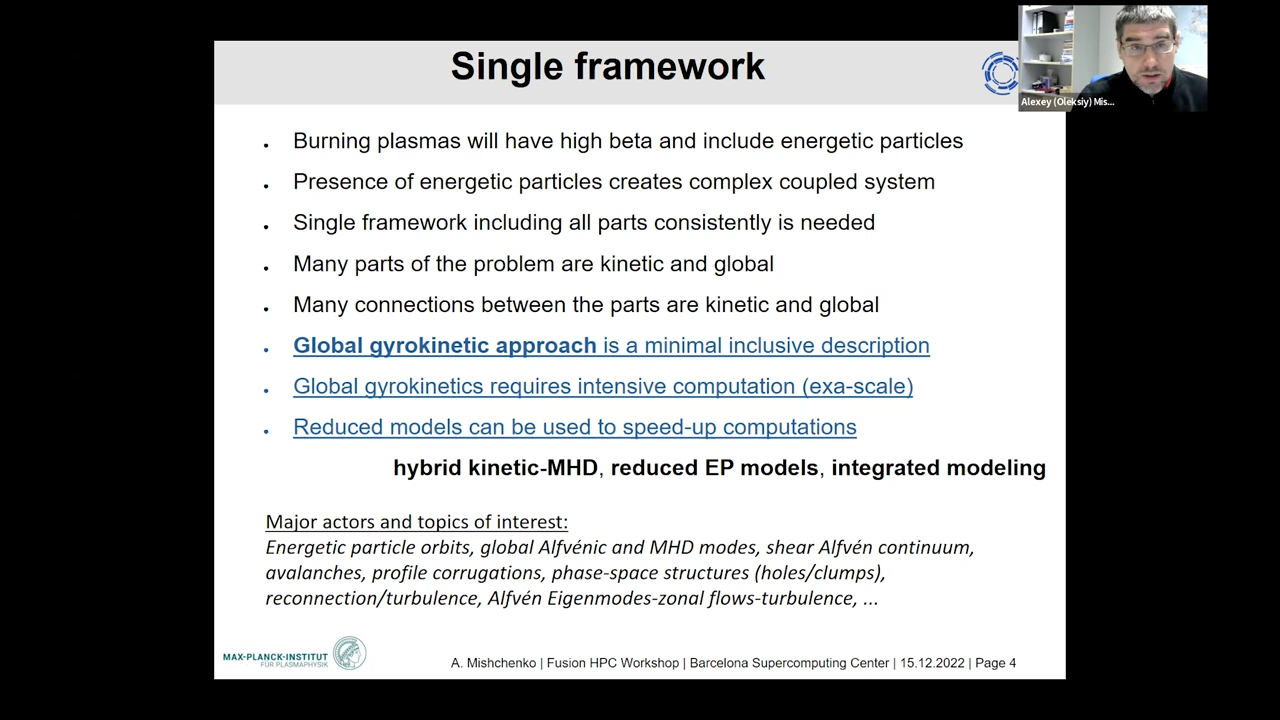 Single framework
Alexey (Oleksiy) Mis...
. Burning plasmas will have high beta and include energetic particles
. Presence of energetic particles creates complex coupled system
. Single framework including all parts consistently is needed
. Many parts of the problem are kinetic and global
. Many connections between the parts are kinetic and global
. Global gyrokinetic approach is a minimal inclusive description
. Global gyrokinetics requires intensive computation (exa-scale)
. Reduced models can be used to speed-up computations
hybrid kinetic-MHD, reduced EP models, integrated modeling
Major actors and topics of interest:
Energetic particle orbits, global Alfvénic and MHD modes, shear Alfvén continuum,
avalanches, profile corrugations, phase-space structures (holes/clumps),
reconnection/turbulence, Alfvén Eigenmodes-zonal flows-turbulence, ...
MAX-PLANCK-INSTITUT
FÜR PLASMAPHYSIK
A. Mishchenko | Fusion HPC Workshop | Barcelona Supercomputing Center | 15.12.2022 | Page 4